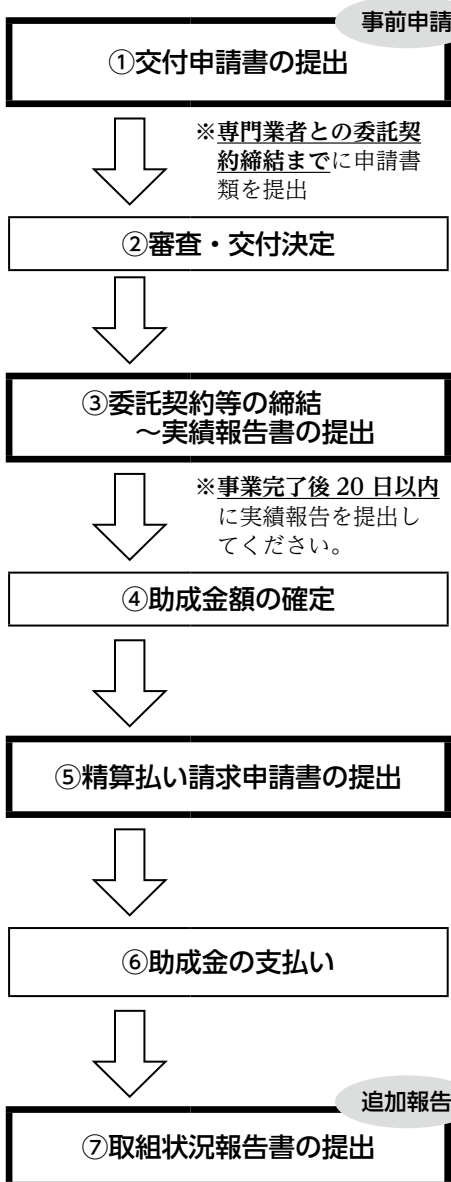 事前申請
①交付申請書の提出
※専門業者との委託契
約締結までに申請書
類を提出
②審査・交付決定
③委託契約等の締結
～実績報告書の提出
※事業完了後 20 日以内
に実績報告を提出し
てください。
④助成金額の確定
⑤精算払い請求申請書の提出
⑥助成金の支払い
追加報告
⑦取組状況報告書の提出